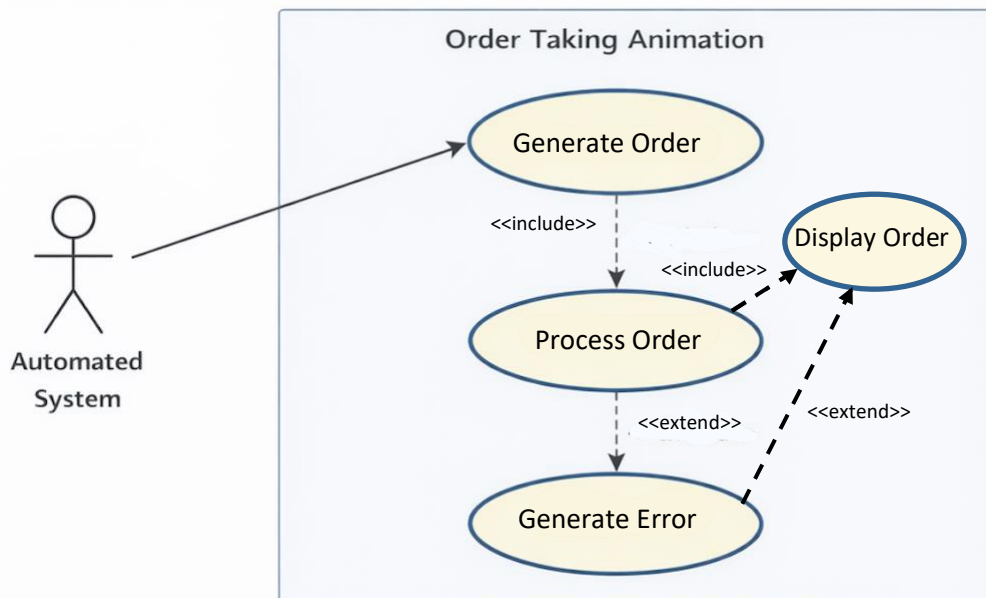 Order Taking Animation
Generate Order
<<include>>
Display Order
<<include>>
Process Order
Automated
System
<<extend>>
<<extend>>
Generate Error